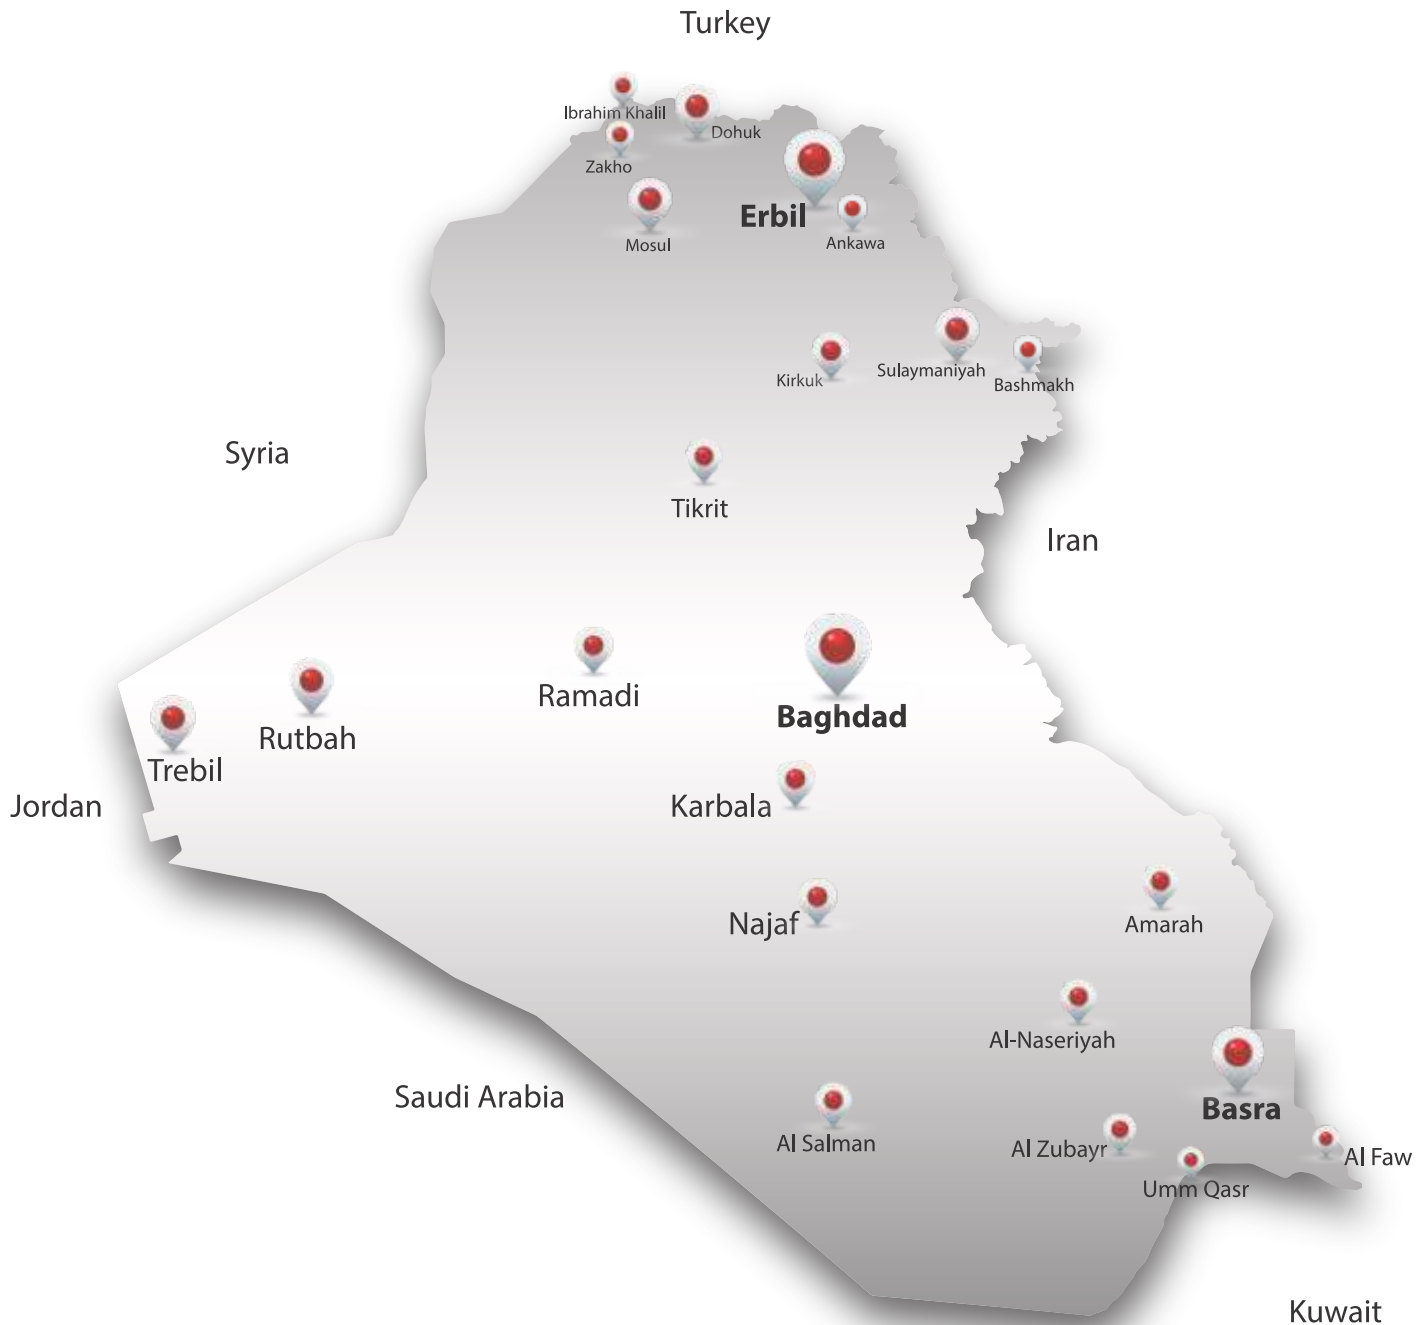 Turkey
Ibrahim Khalil
Dohuk
Zakho
Erbil
Mosul
Ankawa
Kirkuk
Sulaymaniyah
Bashmakh
Syria
Tikrit
Iran
Ramadi
Baghdad
Rutbah
Trebil
Jordan
Karbala
Najaf
Amarah
Al-Naseriyah
Saudi Arabia
Basra
Al Salman
Al Zubayr
Al Faw
Umm Qasr
Kuwait